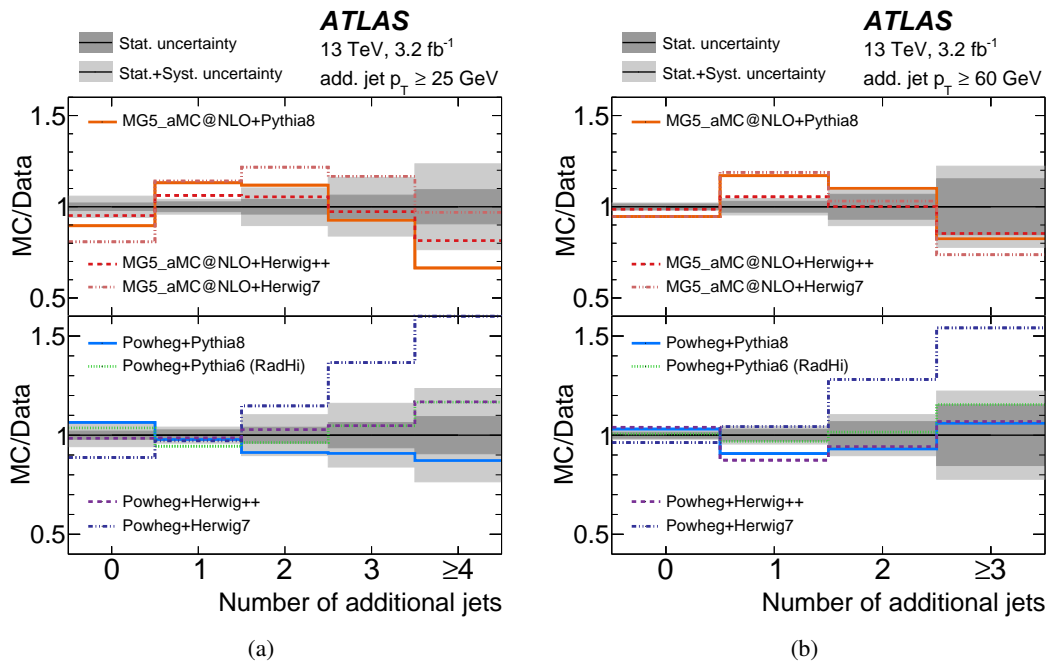 ATLAS
Stat. uncertainty
13 TeV, 3.2 fb-1
Stat.+Syst. uncertainty
add. jet pT ≥ 25 GeV
1.5
MG5_aMC@NLO+Pythia8
MC/Data
1
MG5_aMC@NLO+Herwig++
MG5_aMC@NLO+Herwig7
0.5
1.5
Powheg+Pythia8
Powheg+Pythia6 (RadHi)
MC/Data
1
Powheg+Herwig++
Powheg+Herwig7
0.5
0 1 2 3 ≥4
Number of additional jets
(a)
ATLAS
Stat. uncertainty
13 TeV, 3.2 fb-1
Stat.+Syst. uncertainty
add. jet pT ≥ 60 GeV
1.5
MG5_aMC@NLO+Pythia8
MC/Data
1
MG5_aMC@NLO+Herwig++
MG5_aMC@NLO+Herwig7
0.5
1.5
Powheg+Pythia8
Powheg+Pythia6 (RadHi)
MC/Data
1
Powheg+Herwig++
Powheg+Herwig7
0.5
0 1 2 ≥3
Number of additional jets
(b)